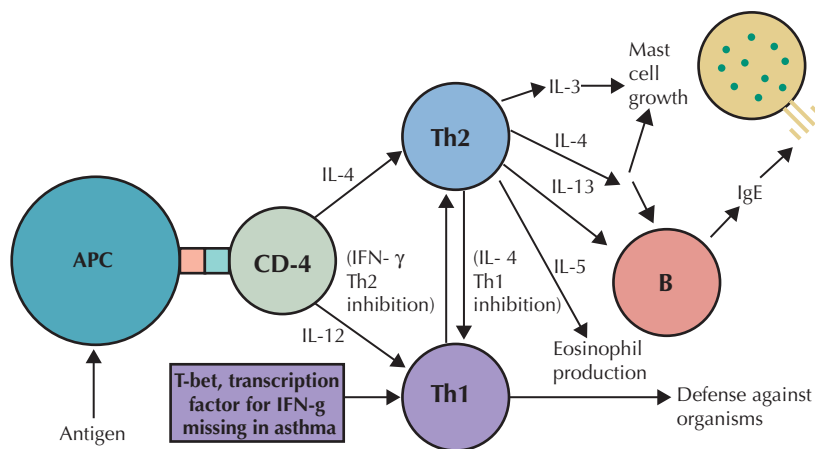 Mast
cell
growth
IL-3
Th2
IL-4
IL-4
IL-13
IgE
APC
CD-4
(IFN- γ
Th2
inhibition)
(IL- 4
Th1
inhibition)
IL-5
B
IL-12
Eosinophil
production
T-bet, transcription
factor for IFN-g
missing in asthma
Th1
Defense against
organisms
Antigen